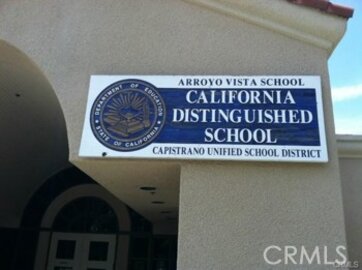 ARROYO VISTA SCHOOL
CALIFORNIA
DISTINGUISHED
SCHOOL
CAPISTRANO UNIFIED SCHOOL DISTRICT
DEPARTMENT OF EDUCATION
STATE OF CALIFORNIA
CRMLS